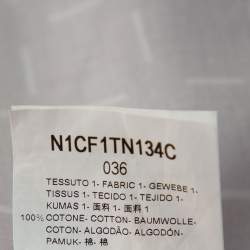 N1CF1TN134C
036
TESSUTO 1- FABRIC 1- GEWEBE 1-
TISSUS 1- TECIDO 1- TEJIDO 1-
KUMAS 1- 面料 1- 面料 1-
100% COTONE- COTTON- BAUMWOLLE-
COTON- ALGODÃO- ALGODÓN-
PAMUK- 棉- 棉